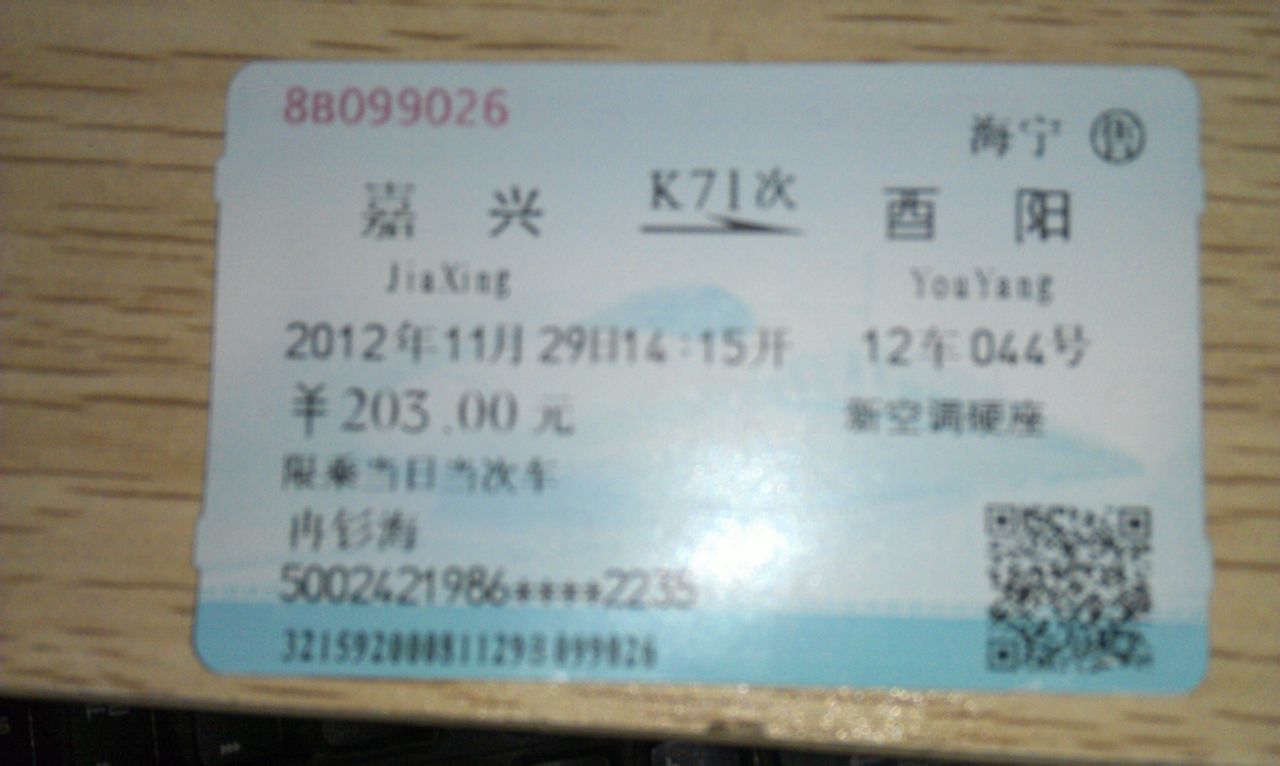 8B099026
海宁 售
嘉兴 K71次 酉阳
JiaXing YouYang
2012年11月29日14:15开 12车044号
￥203.00元 新空调硬座
限乘当日当次车
冉钐海
5002421986****2235
32159200081129B099026